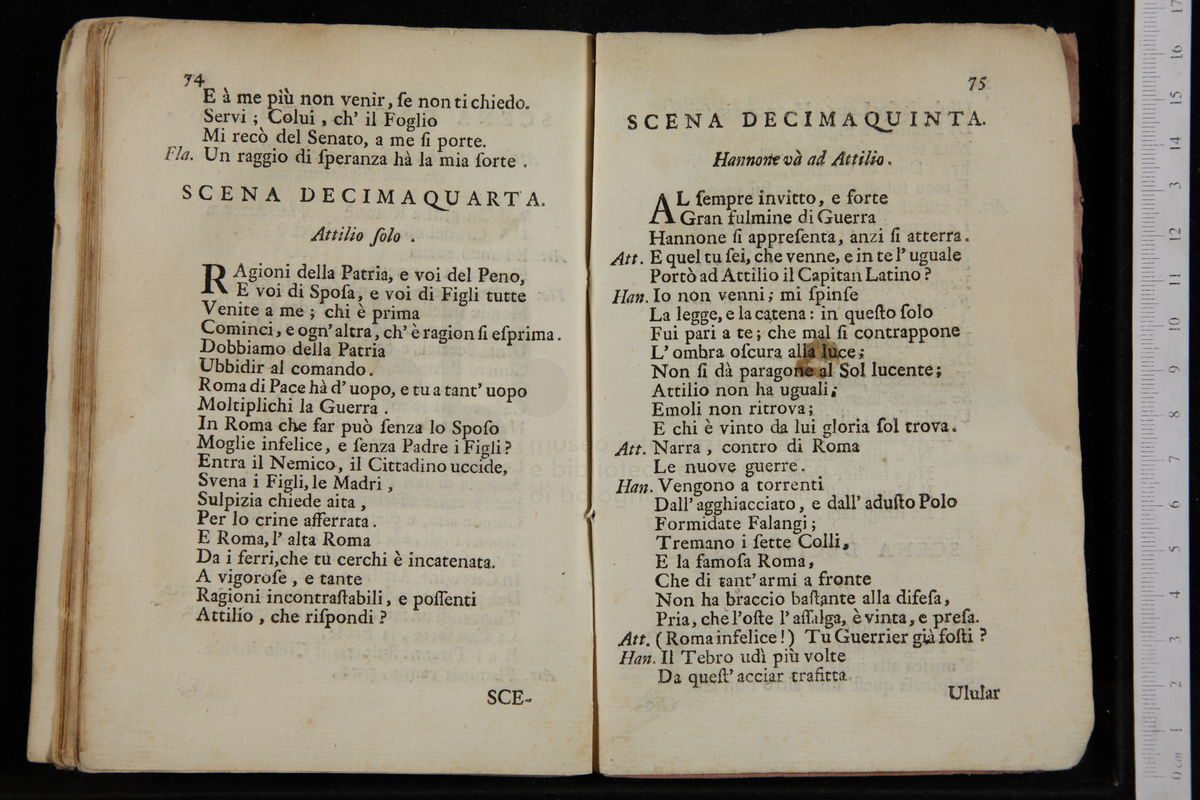 74
E à me più non venir, ſe non ti chiedo.
Servi ; Colui , ch' il Foglio
Mi recò del Senato, a me ſi porte.
Fla. Un raggio di ſperanza hà la mia ſorte .
SCENA DECIMAQUARTA.
Attilio ſolo .
RAgioni della Patria, e voi del Peno,
E voi di Spoſa, e voi di Figli tutte
Venite a me ; chi è prima
Cominci, e ogn' altra, ch' è ragion ſi eſprima.
Dobbiamo della Patria
Ubbidir al comando.
Roma di Pace hà d' uopo, e tu a tant' uopo
Moltiplichi la Guerra .
In Roma che far può ſenza lo Spoſo
Moglie infelice, e ſenza Padre i Figli?
Entra il Nemico, il Cittadino uccide,
Svena i Figli, le Madri ,
Sulpizia chiede aita ,
Per lo crine afferrata.
E Roma, l' alta Roma
Da i ferri,che tu cerchi è incatenata.
A vigoroſe , e tante
Ragioni incontraſtabili, e poſſenti
Attilio , che riſpondi ?
SCE-
75
SCENA DECIMAQUINTA.
Hannone và ad Attilio.
AL ſempre invitto, e forte
Gran fulmine di Guerra
Hannone ſi appreſenta, anzi ſi atterra.
Att. E quel tu ſei, che venne, e in te l' uguale
Portò ad Attilio il Capitan Latino?
Han. Io non venni; mi ſpinſe
La legge, e la catena: in queſto ſolo
Fui pari a te; che mal ſi contrappone
L' ombra oſcura alla luce;
Non ſi dà paragone al Sol lucente;
Attilio non ha uguali;
Emoli non ritrova;
E chi è vinto da lui gloria ſol trova.
Att. Narra , contro di Roma
Le nuove guerre.
Han. Vengono a torrenti
Dall' agghiacciato, e dall' aduſto Polo
Formidate Falangi ;
Tremano i ſette Colli,
E la famoſa Roma,
Che di tant' armi a fronte
Non ha braccio baſtante alla difeſa,
Pria, che l'oſte l' aſſalga, è vinta, e preſa.
Att. (Roma infelice!) Tu Guerrier già foſti ?
Han. Il Tebro udì più volte
Da queſt' acciar trafitta
Ulular